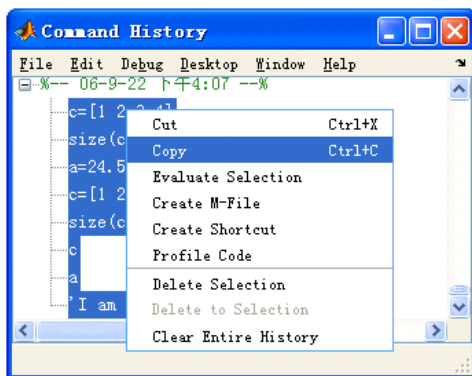 Command History
File Edit Debug Desktop Window Help
%-- 06-9-22 下午4:07 --%
c=[1 2 3 4]
size(c
a=24.5
c=[1 2
size(c
c
a
'I am
Cut Ctrl+X
Copy Ctrl+C
Evaluate Selection
Create M-File
Create Shortcut
Profile Code
Delete Selection
Delete to Selection
Clear Entire History